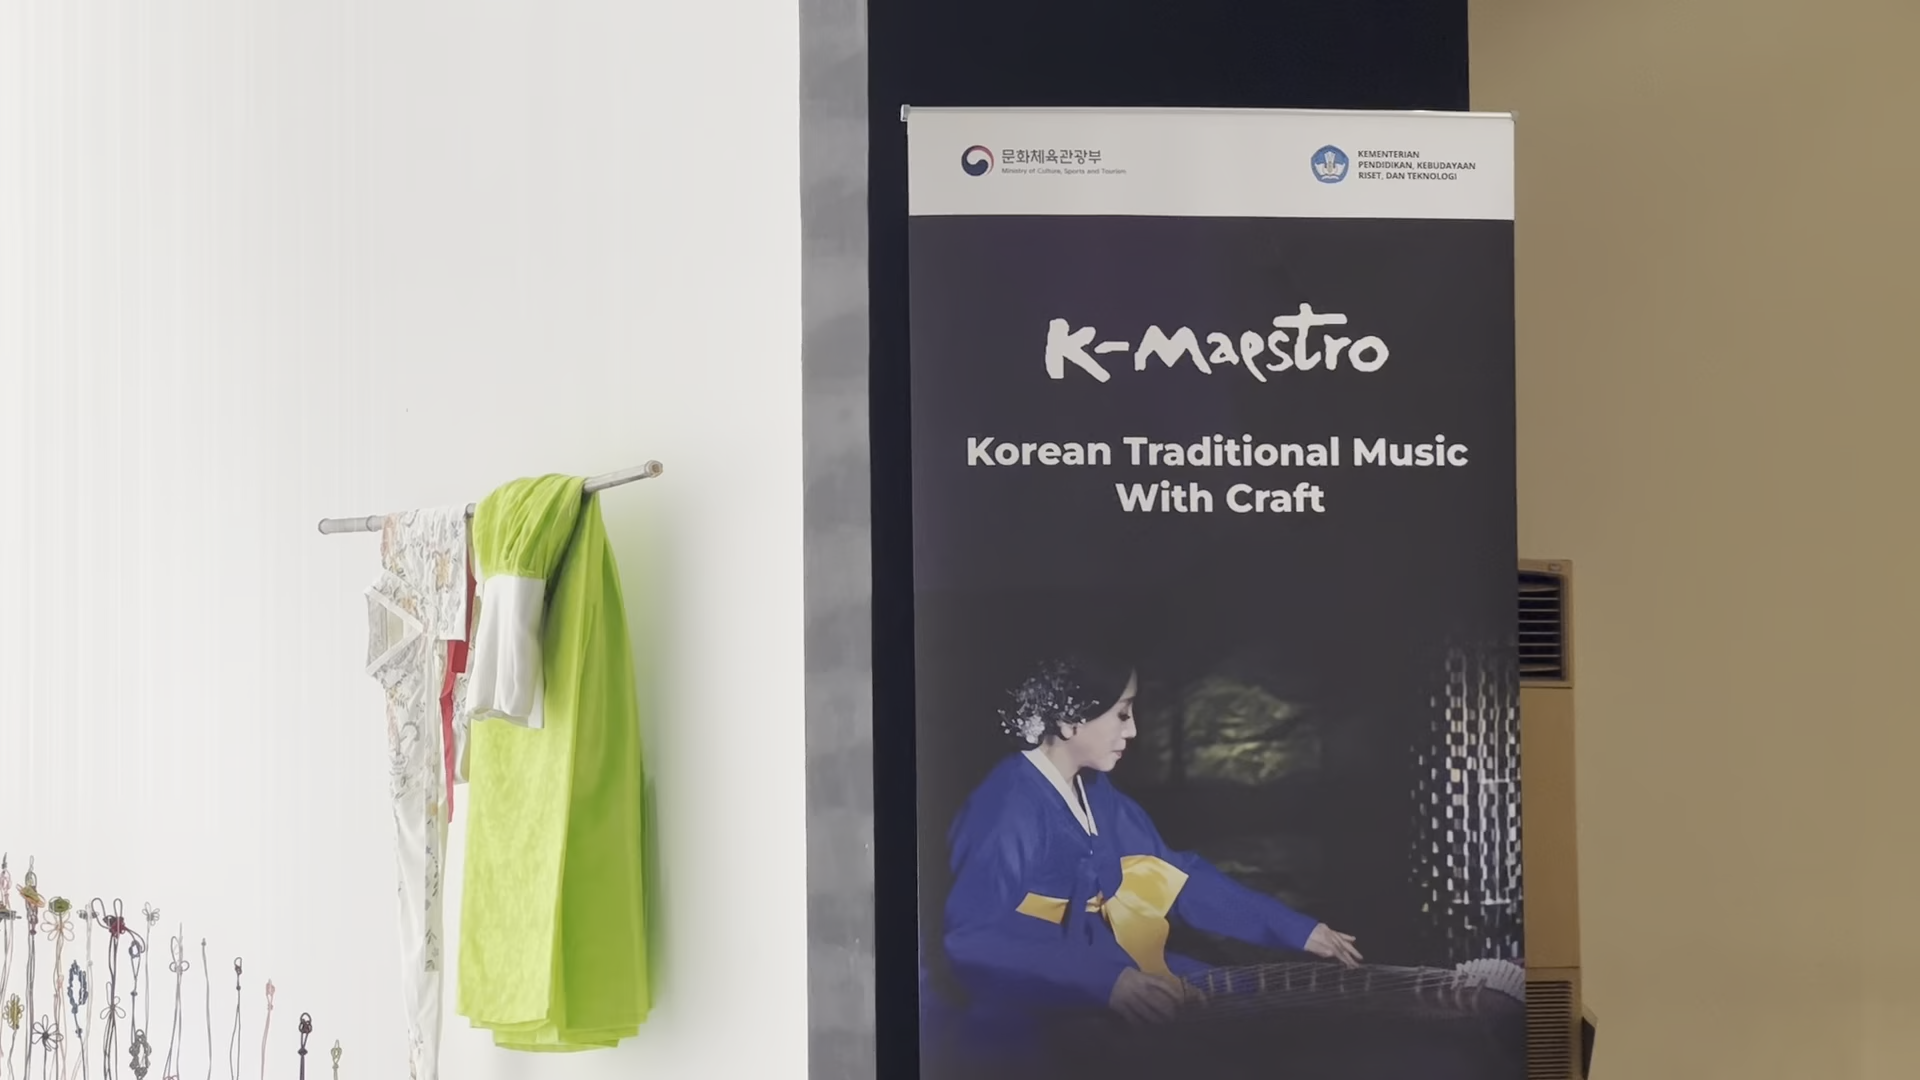 문화체육관광부
Ministry of Culture, Sports and Tourism
KEMENTERIAN
PENDIDIKAN, KEBUDAYAAN
RISET, DAN TEKNOLOGI
K-Maestro
Korean Traditional Music
With Craft